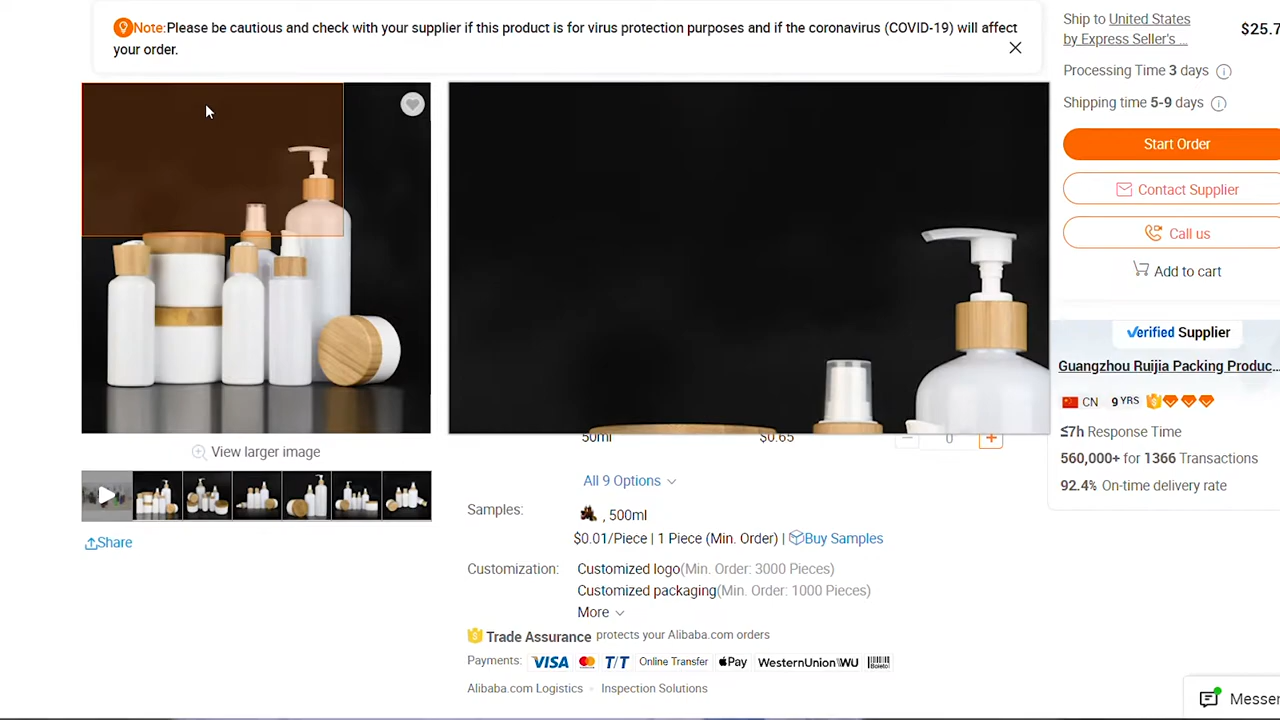 Note:Please be cautious and check with your supplier if this product is for virus protection purposes and if the coronavirus (COVID-19) will affect
your order.
View larger image
Share
50ml $0.65 0
All 9 Options
Samples: , 500ml
$0.01/Piece | 1 Piece (Min. Order) | Buy Samples
Customization: Customized logo(Min. Order: 3000 Pieces)
Customized packaging(Min. Order: 1000 Pieces)
More
Trade Assurance protects your Alibaba.com orders
Payments: VISA T/T Online Transfer Pay WesternUnion WU Boleto
Alibaba.com Logistics Inspection Solutions
Ship to United States $25.7
by Express Seller's ...
Processing Time 3 days
Shipping time 5-9 days
Start Order
Contact Supplier
Call us
Add to cart
Verified Supplier
Guangzhou Ruijia Packing Produc...
CN 9 YRS
≤7h Response Time
560,000+ for 1366 Transactions
92.4% On-time delivery rate
Messen